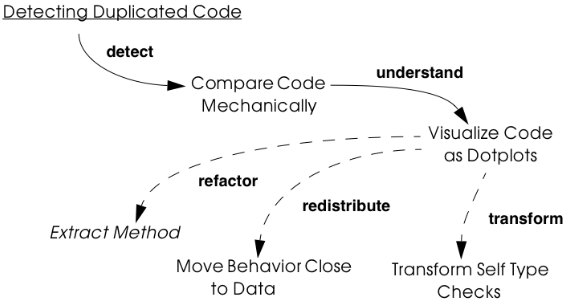 Detecting Duplicated Code
detect
Compare Code
Mechanically
understand
Visualize Code
as Dotplots
refactor
redistribute
transform
Extract Method
Move Behavior Close
to Data
Transform Self Type
Checks